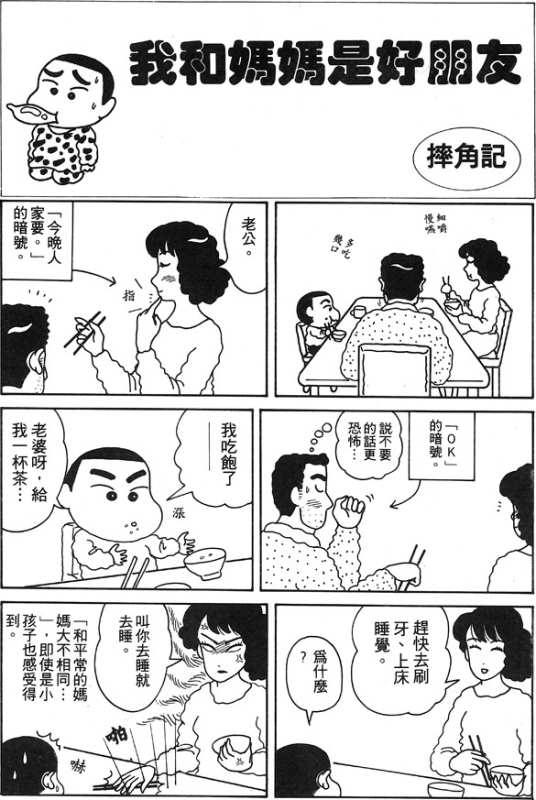 我和媽媽是好朋友
摔角記
細嚼
慢嚥
多吃
幾口
老公。
指
「今晚人
家要。」
的暗號。
「OK」
的暗號。
說不要
的話更
恐怖…
我吃飽了
——
漲
老婆呀，給
我一杯茶…
趕快去刷
牙、上床
睡覺。
爲什麼
？
叫你去睡就
去睡。
啪
嚇
「和平常的媽
媽大不相同…
」，即使是小
孩子也感受得
到。